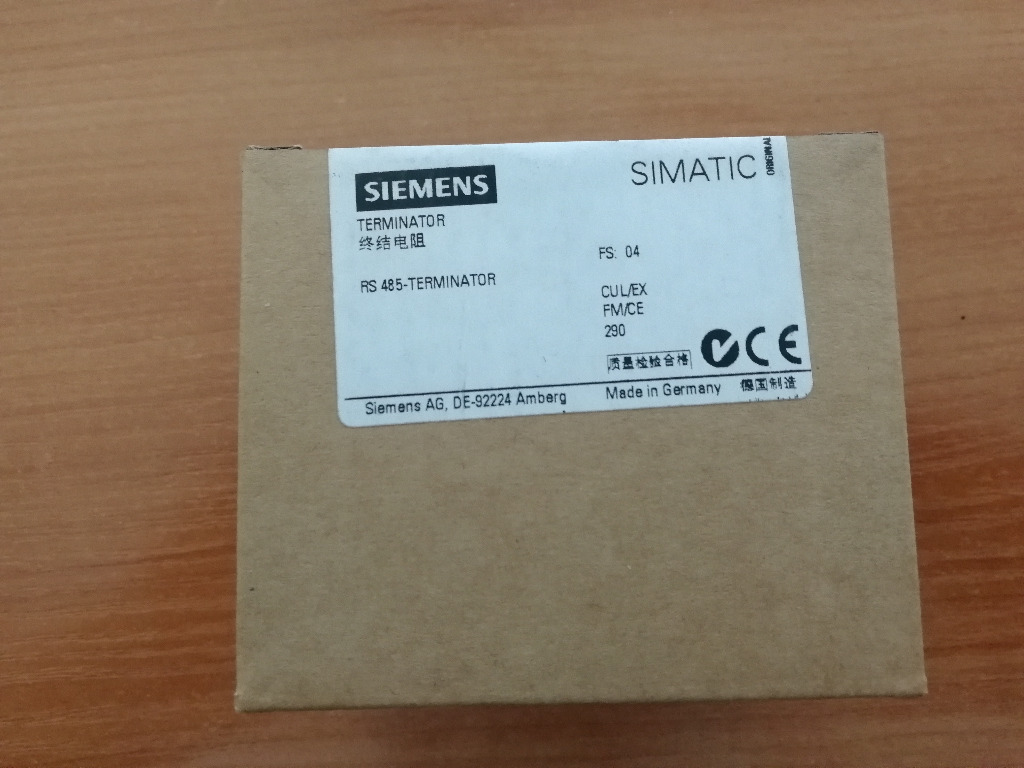 SIEMENS
SIMATIC
ORIGINAL
TERMINATOR
终结电阻
RS 485-TERMINATOR
FS: 04
CUL/EX
FM/CE
290
质量检验合格
CE
Siemens AG, DE-92224 Amberg
Made in Germany 德国制造